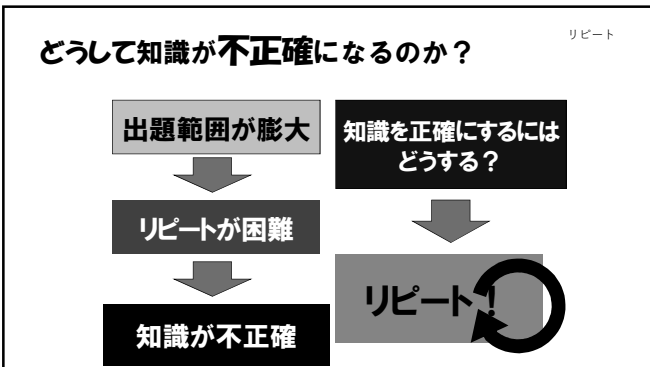 リピート
どうして知識が不正確になるのか？
出題範囲が膨大
リピートが困難
知識が不正確
知識を正確にするには
どうする？
リピート！